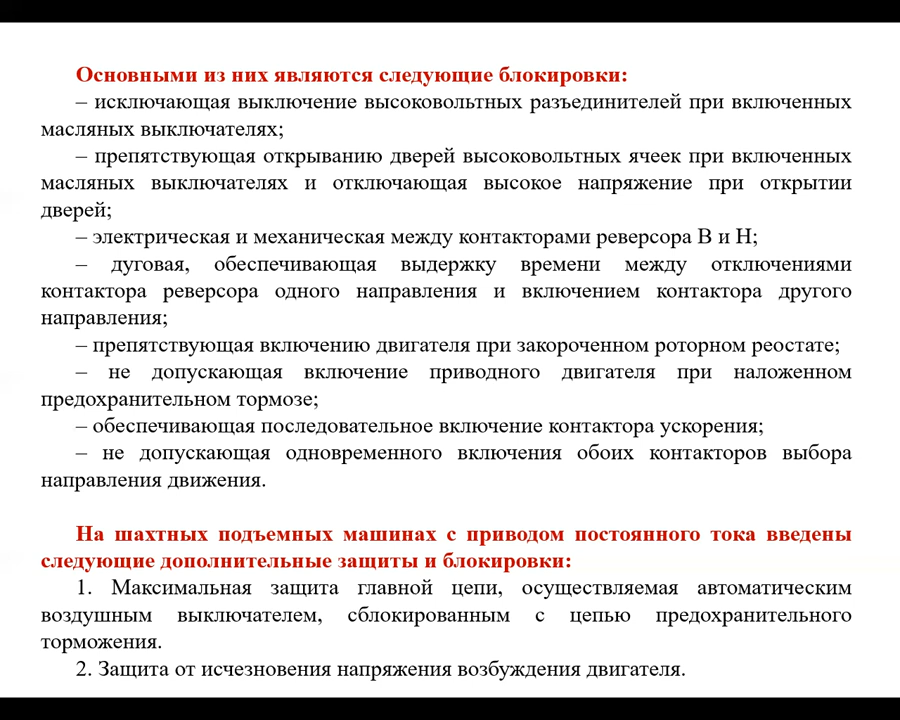 Основными из них являются следующие блокировки:
– исключающая выключение высоковольтных разъединителей при включенных
масляных выключателях;
– препятствующая открыванию дверей высоковольтных ячеек при включенных
масляных выключателях и отключающая высокое напряжение при открытии
дверей;
– электрическая и механическая между контакторами реверсора В и Н;
– дуговая, обеспечивающая выдержку времени между отключениями
контактора реверсора одного направления и включением контактора другого
направления;
– препятствующая включению двигателя при закороченном роторном реостате;
– не допускающая включение приводного двигателя при наложенном
предохранительном тормозе;
– обеспечивающая последовательное включение контактора ускорения;
– не допускающая одновременного включения обоих контакторов выбора
направления движения.
На шахтных подъемных машинах с приводом постоянного тока введены
следующие дополнительные защиты и блокировки:
1. Максимальная защита главной цепи, осуществляемая автоматическим
воздушным выключателем, сблокированным с цепью предохранительного
торможения.
2. Защита от исчезновения напряжения возбуждения двигателя.